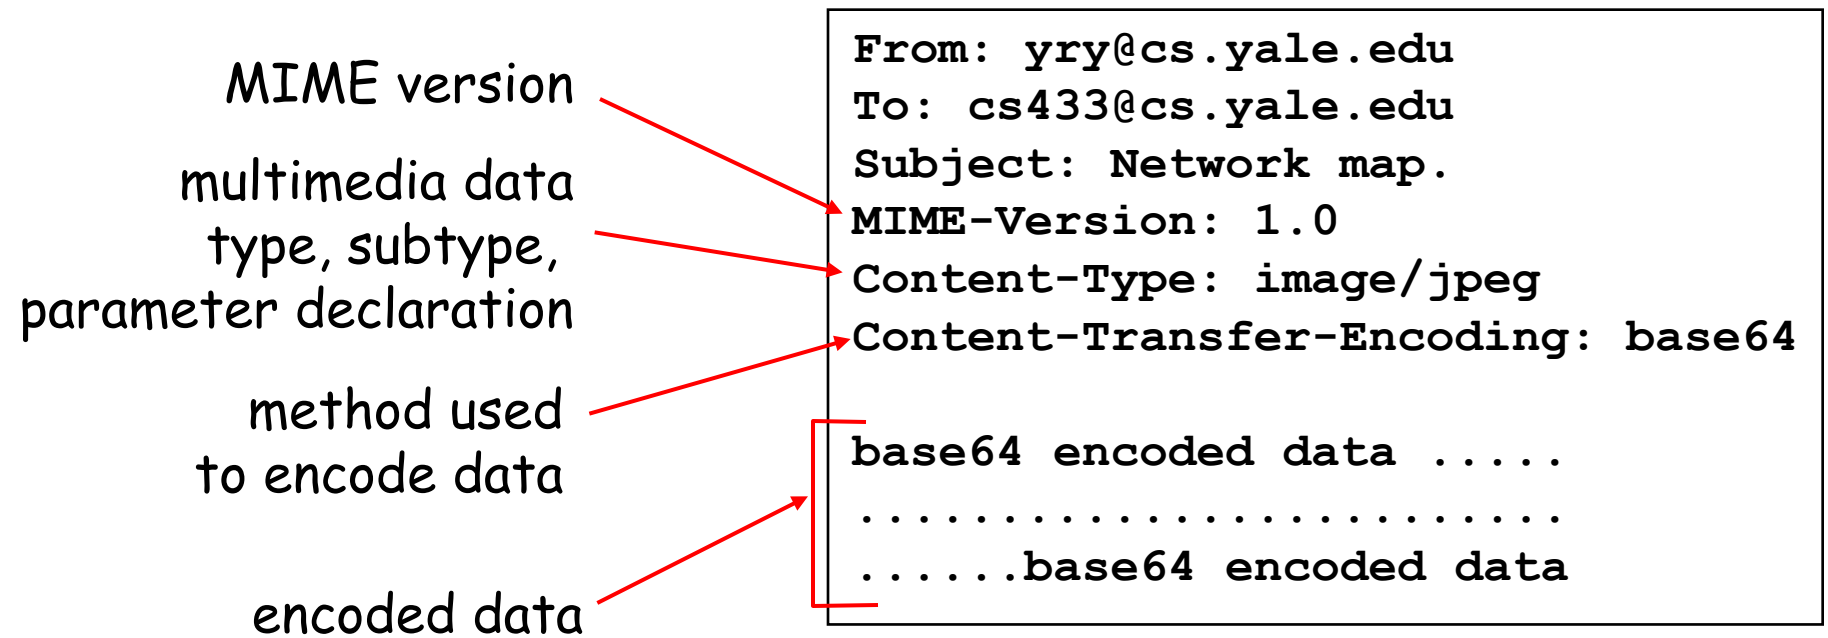 MIME version
multimedia data
type, subtype,
parameter declaration
method used
to encode data
encoded data
From: yry@cs.yale.edu
To: cs433@cs.yale.edu
Subject: Network map.
MIME-Version: 1.0
Content-Type: image/jpeg
Content-Transfer-Encoding: base64
base64 encoded data .....
.........................
......base64 encoded data